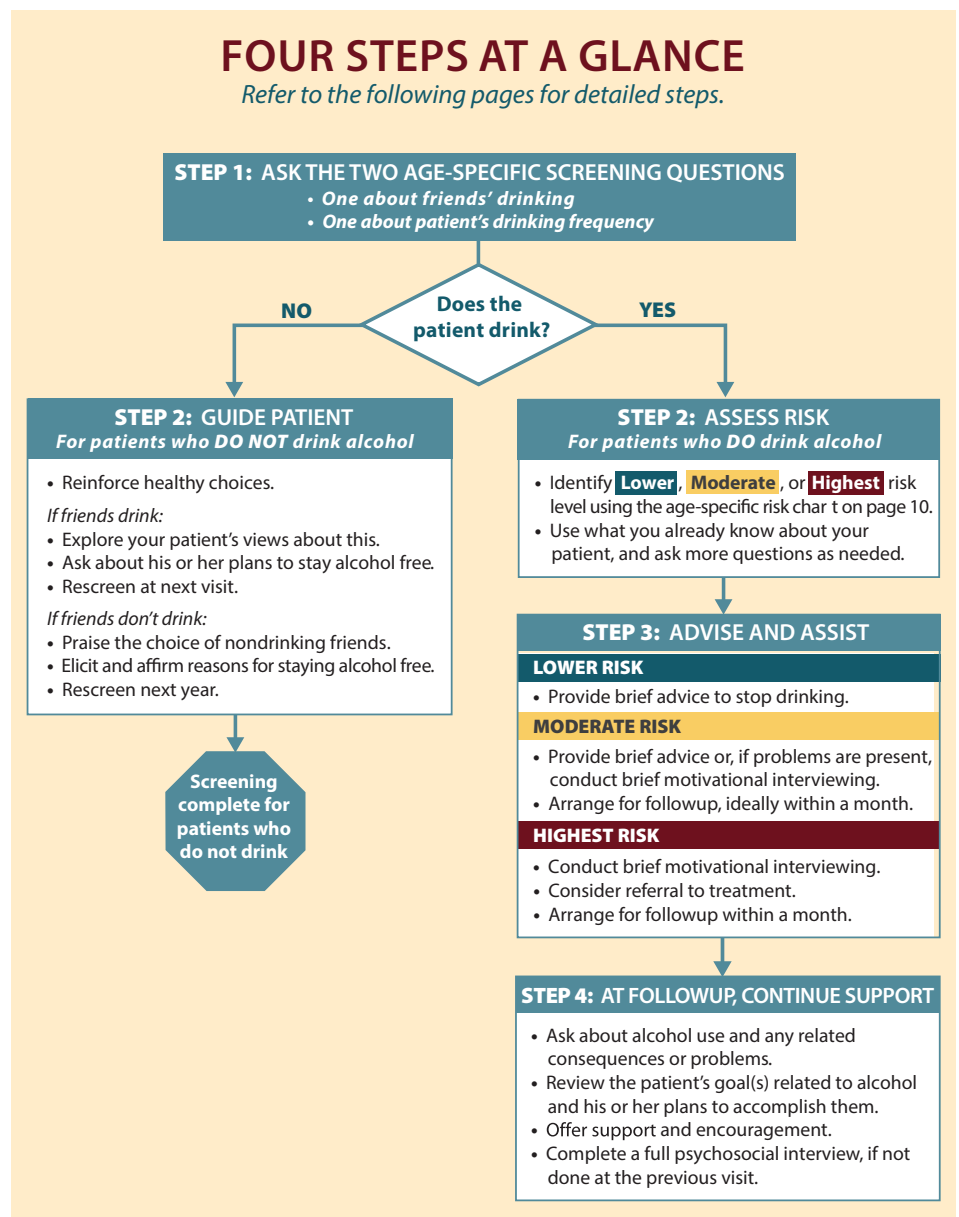 FOUR STEPS AT A GLANCE
Refer to the following pages for detailed steps.
STEP 1: ASK THE TWO AGE-SPECIFIC SCREENING QUESTIONS
• One about friends’ drinking
• One about patient’s drinking frequency
Does the
patient drink?
NO
YES
STEP 2: GUIDE PATIENT
For patients who DO NOT drink alcohol
• Reinforce healthy choices.
If friends drink:
• Explore your patient’s views about this.
• Ask about his or her plans to stay alcohol free.
• Rescreen at next visit.
If friends don’t drink:
• Praise the choice of nondrinking friends.
• Elicit and affirm reasons for staying alcohol free.
• Rescreen next year.
Screening
complete for
patients who
do not drink
STEP 2: ASSESS RISK
For patients who DO drink alcohol
• Identify Lower, Moderate, or Highest risk
level using the age-specific risk char t on page 10.
• Use what you already know about your
patient, and ask more questions as needed.
STEP 3: ADVISE AND ASSIST
LOWER RISK
• Provide brief advice to stop drinking.
MODERATE RISK
• Provide brief advice or, if problems are present,
conduct brief motivational interviewing.
• Arrange for followup, ideally within a month.
HIGHEST RISK
• Conduct brief motivational interviewing.
• Consider referral to treatment.
• Arrange for followup within a month.
STEP 4: AT FOLLOWUP, CONTINUE SUPPORT
• Ask about alcohol use and any related
consequences or problems.
• Review the patient’s goal(s) related to alcohol
and his or her plans to accomplish them.
• Offer support and encouragement.
• Complete a full psychosocial interview, if not
done at the previous visit.